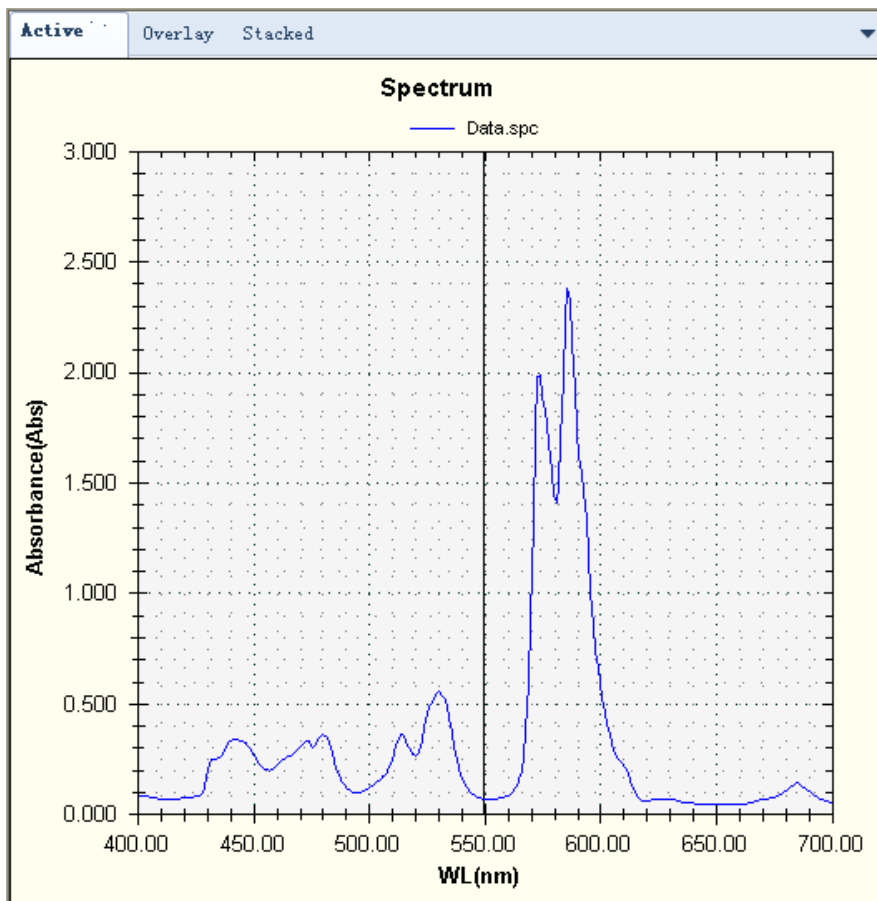 Active
Overlay
Stacked
Spectrum
Data.spc
3.000
2.500
2.000
1.500
1.000
0.500
0.000
Absorbance(Abs)
400.00
450.00
500.00
550.00
600.00
650.00
700.00
WL(nm)